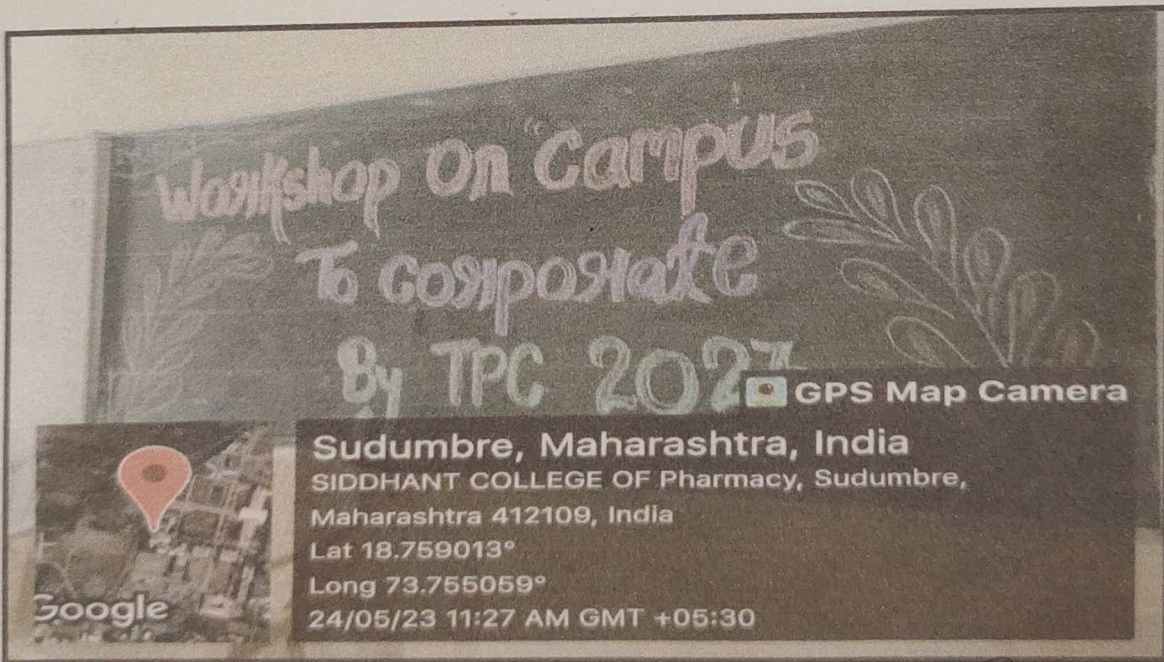 Workshop On "Campus
To Corporate
By TPC 2023
GPS Map Camera
Sudumbre, Maharashtra, India
SIDDHANT COLLEGE OF Pharmacy, Sudumbre,
Maharashtra 412109, India
Lat 18.759013°
Long 73.755059°
24/05/23 11:27 AM GMT +05:30
Google